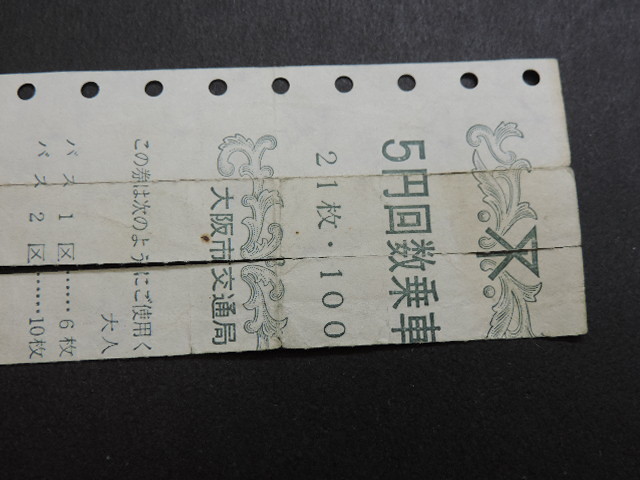 5円回数乗車
21枚・100
大阪市交通局
この券は次のようにご使用く
大人
バス 1 区……6枚
バス 2 区……10枚